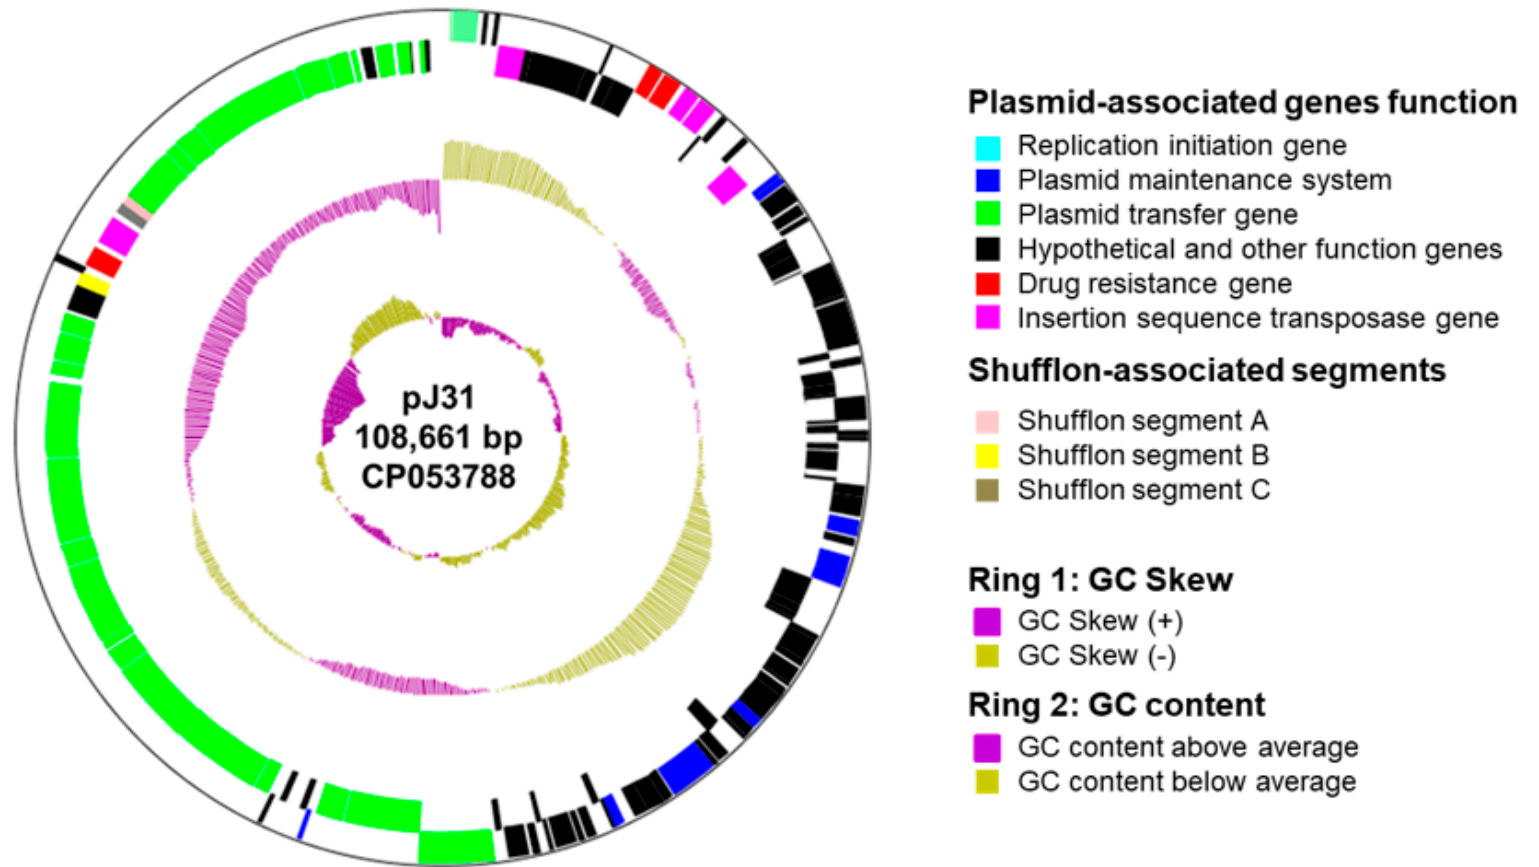 pJ31
108,661 bp
CP053788
Plasmid-associated genes function
Replication initiation gene
Plasmid maintenance system
Plasmid transfer gene
Hypothetical and other function genes
Drug resistance gene
Insertion sequence transposase gene
Shufflon-associated segments
Shufflon segment A
Shufflon segment B
Shufflon segment C
Ring 1: GC Skew
GC Skew (+)
GC Skew (-)
Ring 2: GC content
GC content above average
GC content below average